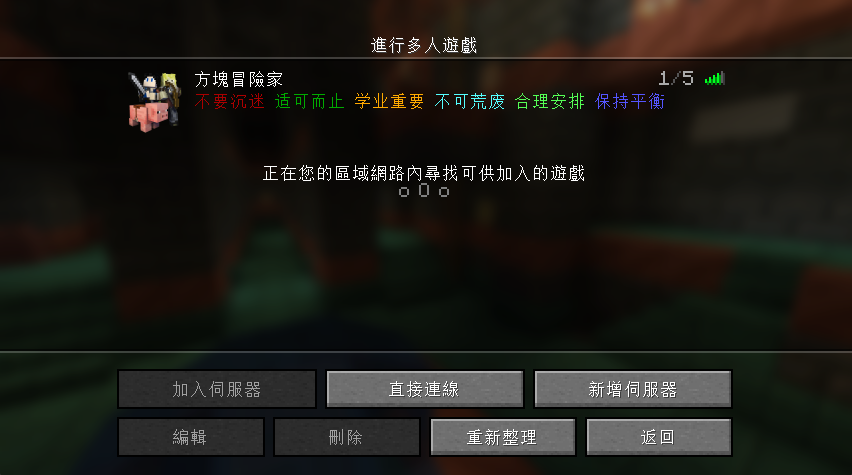 進行多人遊戲
方塊冒險家 1/5
不要沉迷 适可而止 学业重要 不可荒废 合理安排 保持平衡
正在您的區域網路內尋找可供加入的遊戲
o O o
加入伺服器 直接連線 新增伺服器
編輯 刪除 重新整理 返回